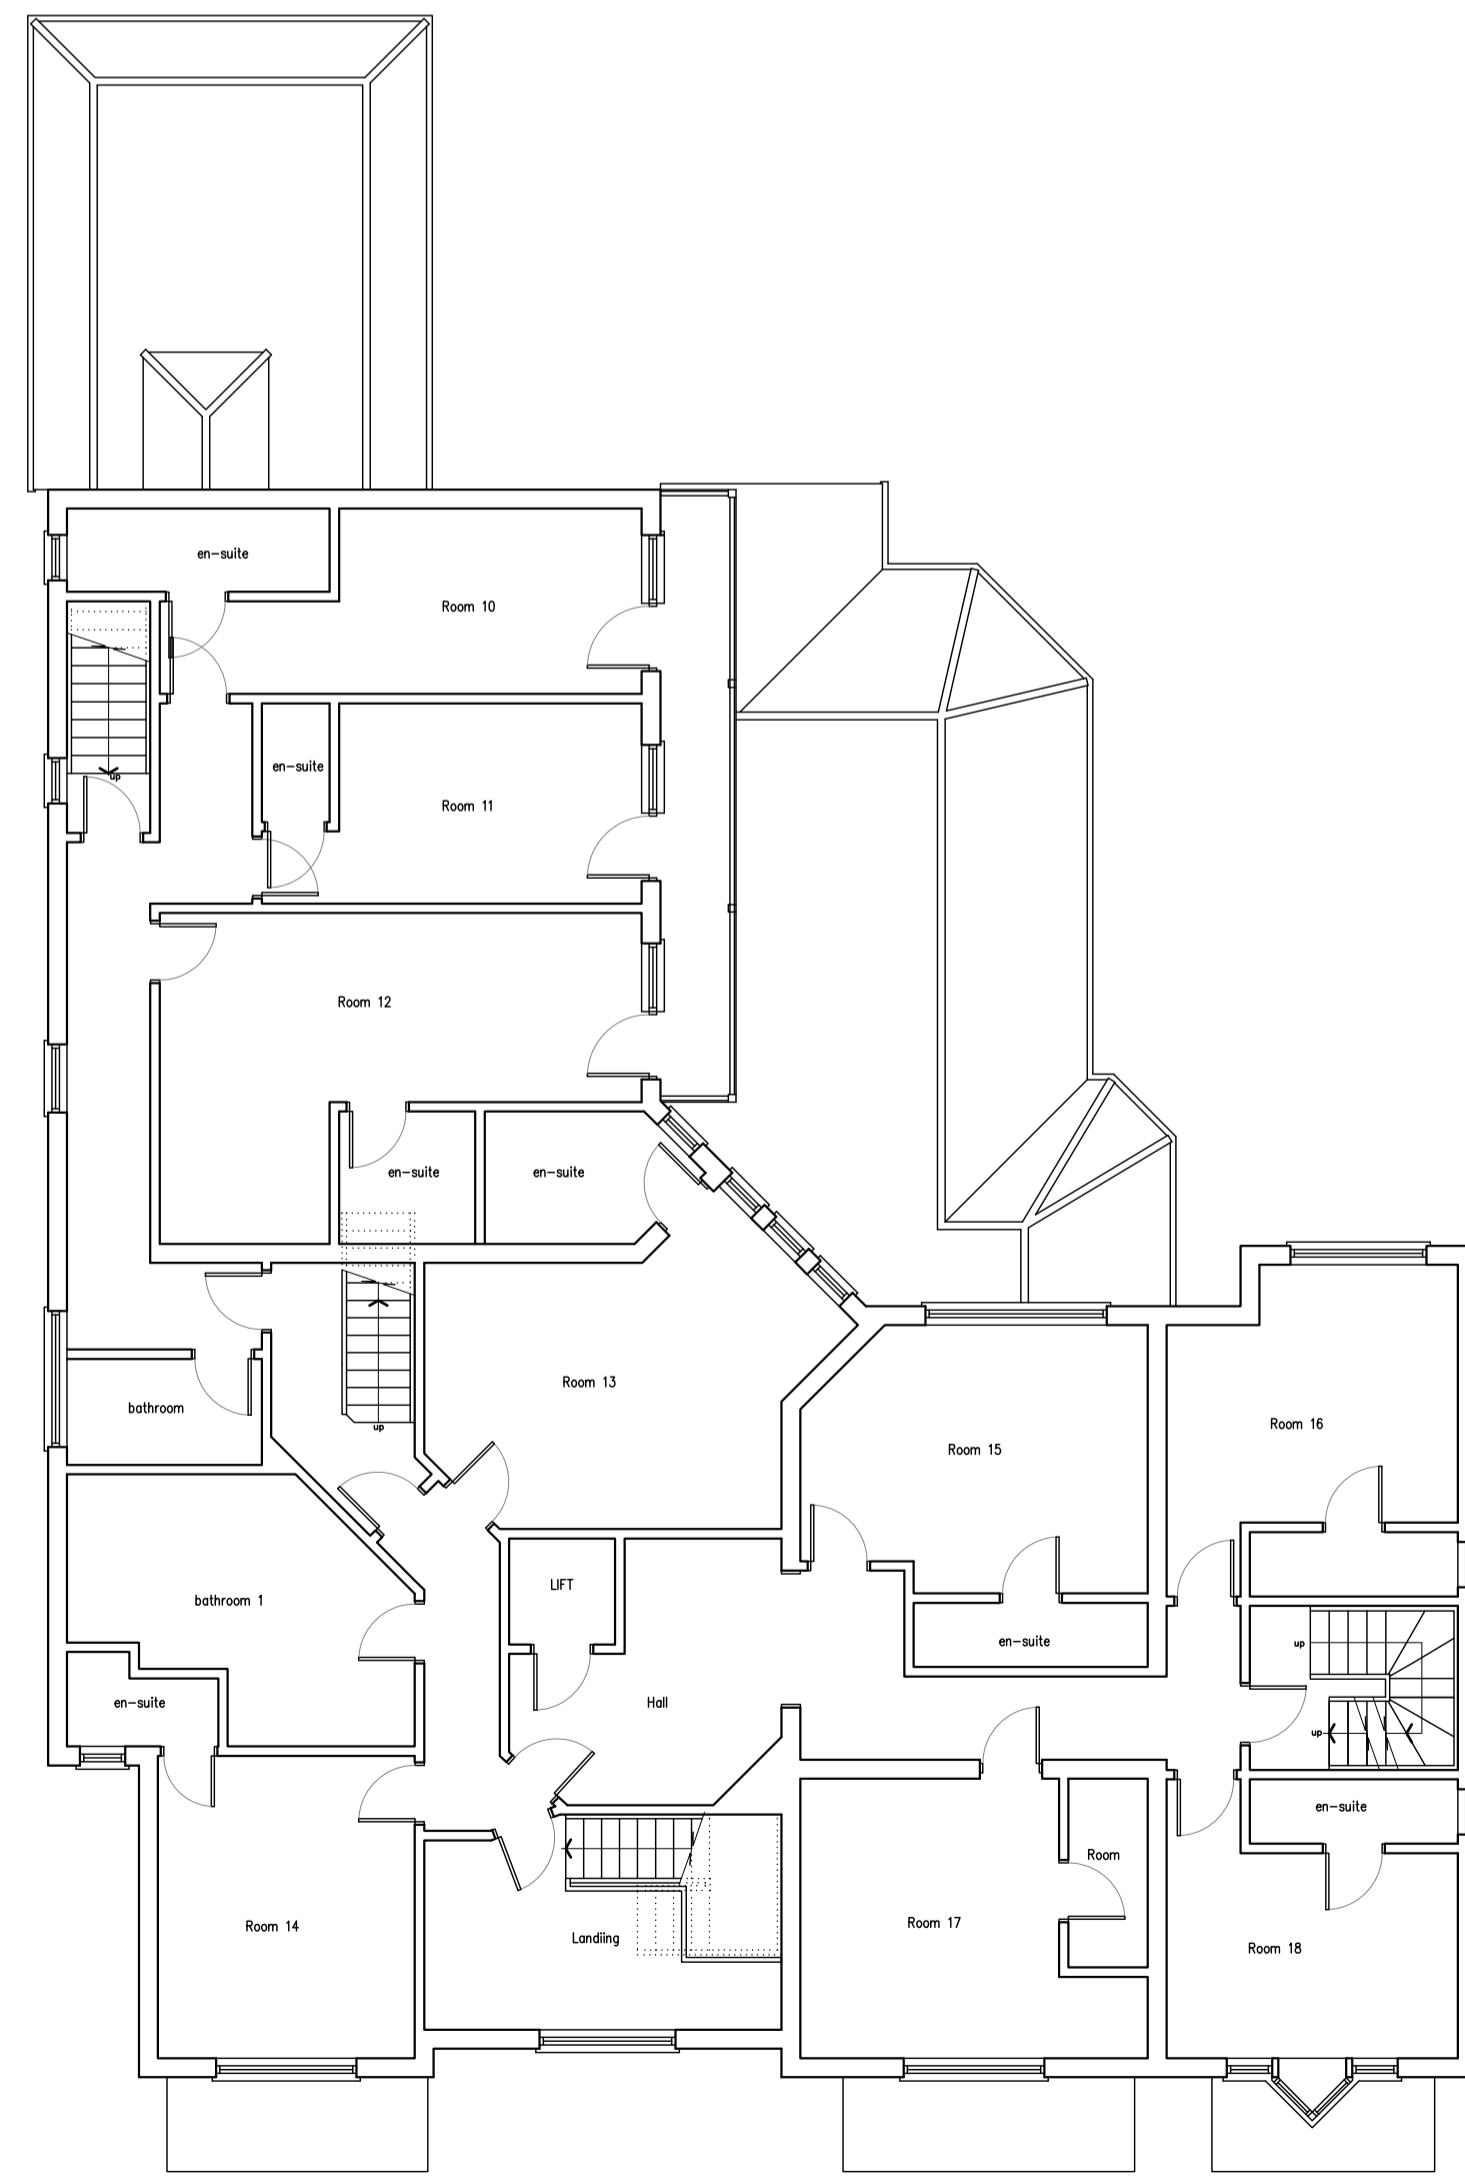 en-suite
Room 10
up
en-suite
Room 11
Room 12
en-suite
en-suite
Room 13
bathroom
up
Room 16
Room 15
LIFT
bathroom 1
en-suite
up
en-suite
Hall
up
en-suite
Room
Room 14
Landiing
Room 17
Room 18